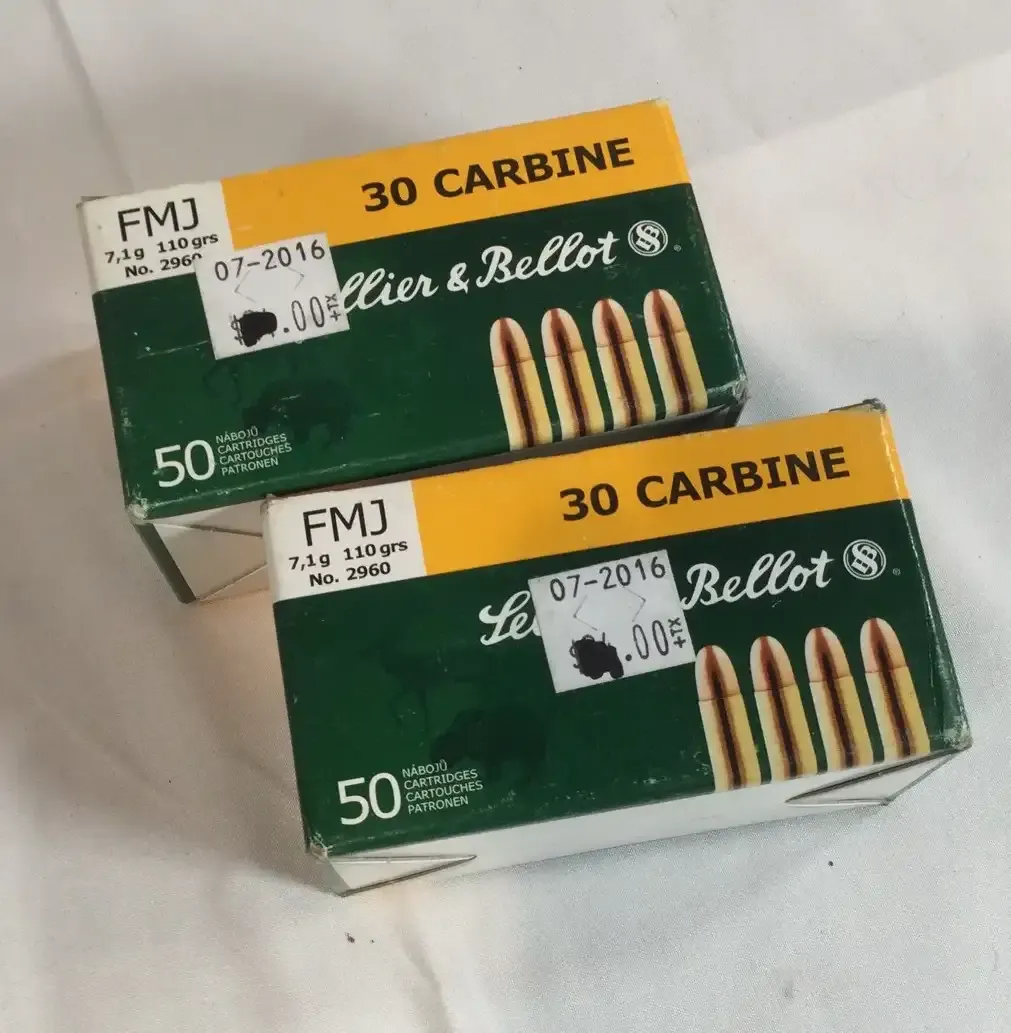 30 CARBINE
FMJ
7,1g 110 grs
No. 2960
07-2016
.00 +TX
llier & Bellot
50
NÁBOJŮ
CARTRIDGES
CARTOUCHES
PATRONEN
30 CARBINE
FMJ
7,1g 110 grs
No. 2960
07-2016
.00 +TX
Se Bellot
50
NÁBOJŮ
CARTRIDGES
CARTOUCHES
PATRONEN